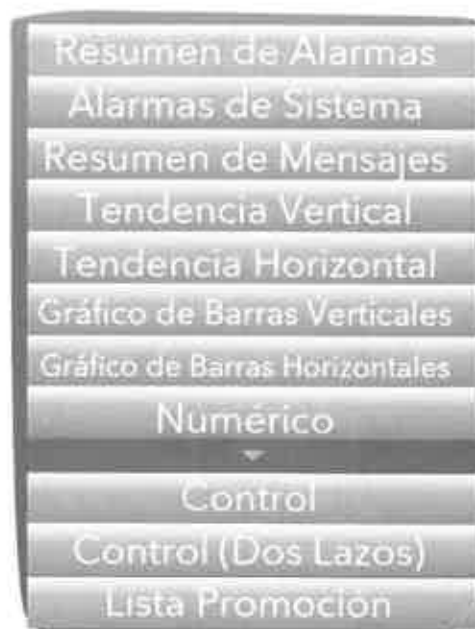 Resumen de Alarmas
Alarmas de Sistema
Resumen de Mensajes
Tendencia Vertical
Tendencia Horizontal
Gráfico de Barras Verticales
Gráfico de Barras Horizontales
Numérico
Control
Control (Dos Lazos)
Lista Promoción